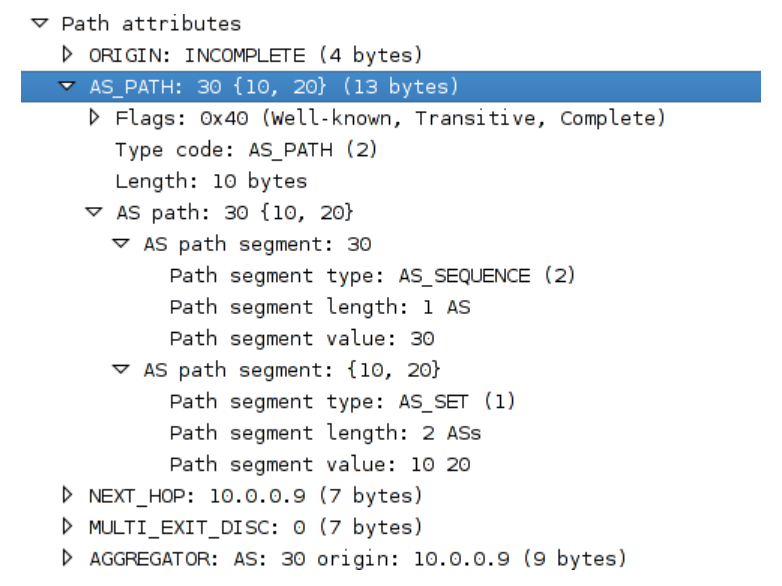 Path attributes
ORIGIN: INCOMPLETE (4 bytes)
AS_PATH: 30 {10, 20} (13 bytes)
Flags: 0x40 (Well-known, Transitive, Complete)
Type code: AS_PATH (2)
Length: 10 bytes
AS path: 30 {10, 20}
AS path segment: 30
Path segment type: AS_SEQUENCE (2)
Path segment length: 1 AS
Path segment value: 30
AS path segment: {10, 20}
Path segment type: AS_SET (1)
Path segment length: 2 ASs
Path segment value: 10 20
NEXT_HOP: 10.0.0.9 (7 bytes)
MULTI_EXIT_DISC: 0 (7 bytes)
AGGREGATOR: AS: 30 origin: 10.0.0.9 (9 bytes)